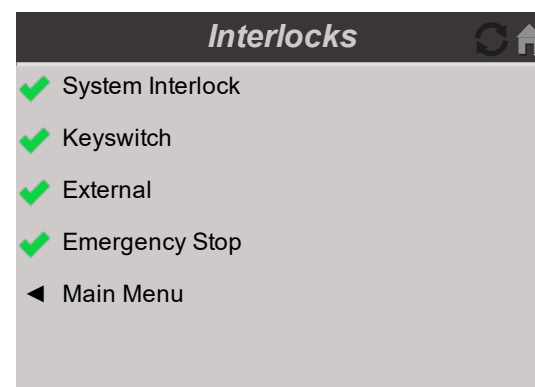 Interlocks
System Interlock
Keyswitch
External
Emergency Stop
Main Menu